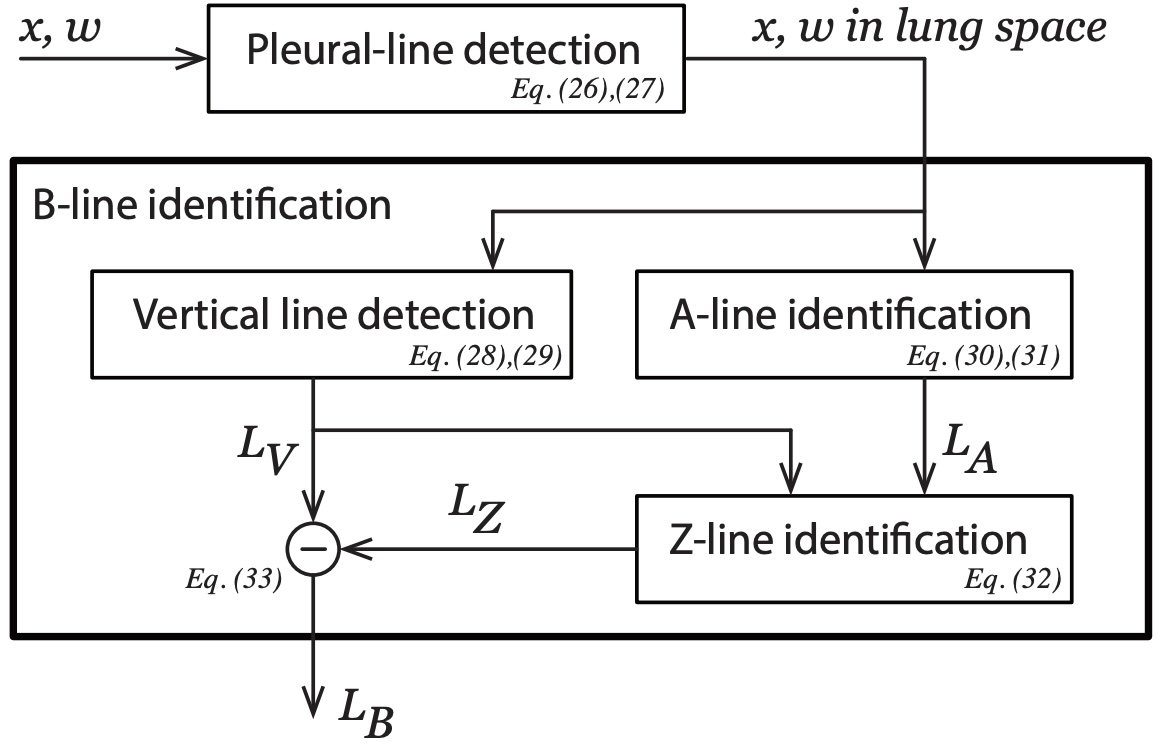 x, w
Pleural-line detection
Eq. (26),(27)
x, w in lung space
B-line identification
Vertical line detection
Eq. (28),(29)
A-line identification
Eq. (30),(31)
L_V
L_A
L_Z
Z-line identification
Eq. (32)
−
Eq. (33)
L_B